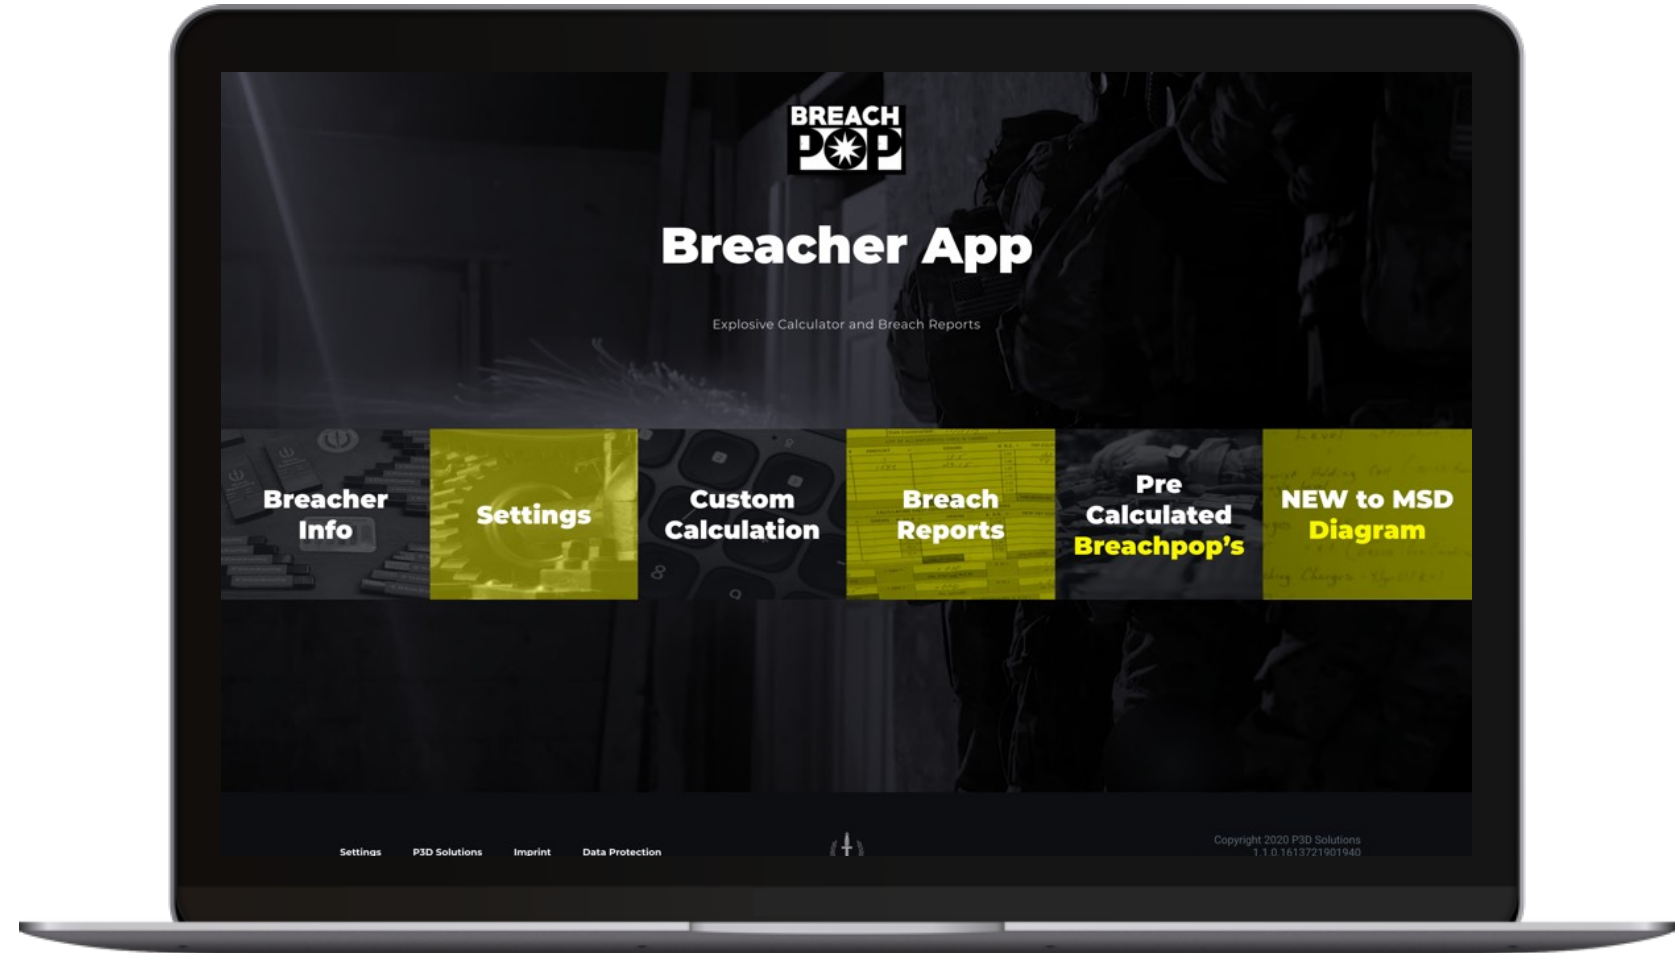 BREACH
POP
Breacher App
Explosive Calculator and Breach Reports
Breacher
Info
Settings
Custom
Calculation
Breach
Reports
Pre
Calculated
Breachpop’s
NEW to MSD
Diagram
Settings
P3D Solutions
Imprint
Data Protection
Copyright 2020 P3D Solutions
1.1.0.1613721901940